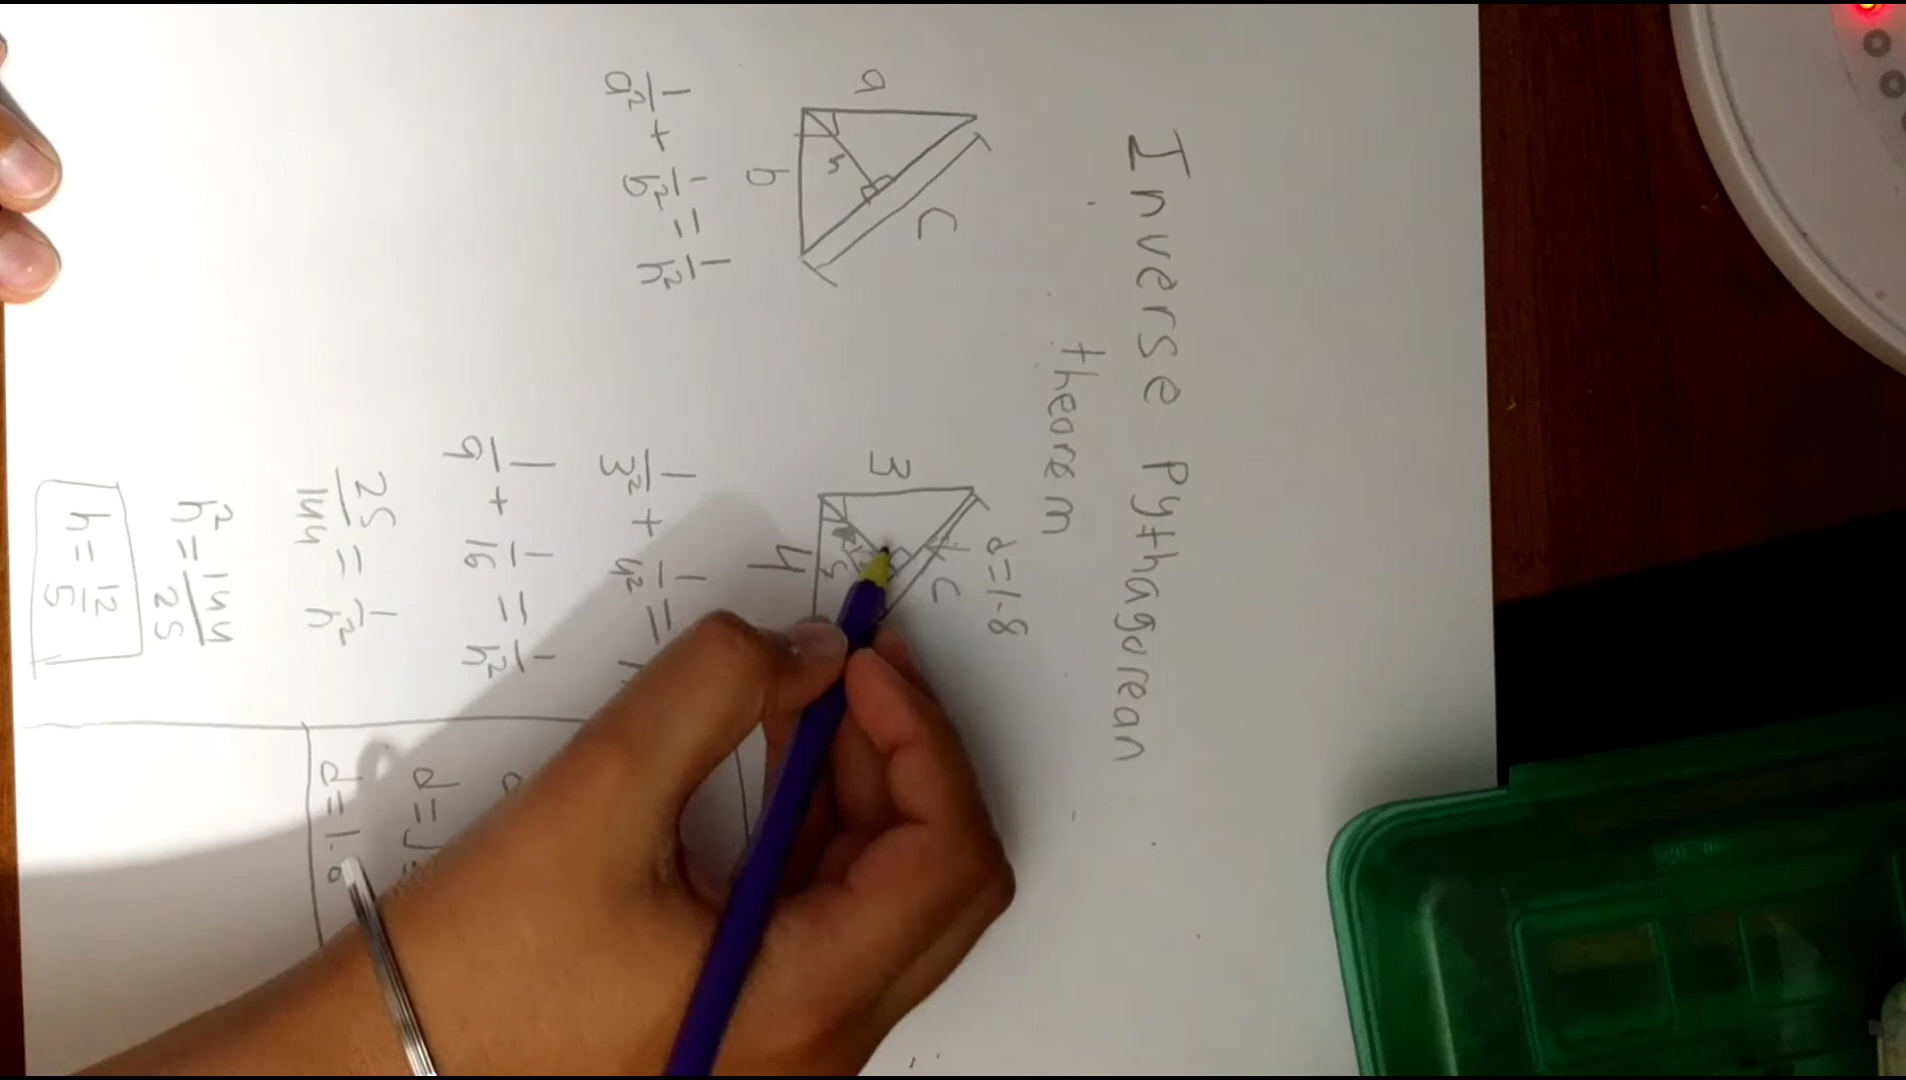 Inverse Pythagorean
theorem
a
h
C
b
1/a² + 1/b² = 1/h²
3
d=1.8
C
4
1/3² + 1/4² =
1/9 + 1/16 = 1/h²
25/144 = 1/h²
h² = 144/25
h = 12/5
d=√
d=1.8